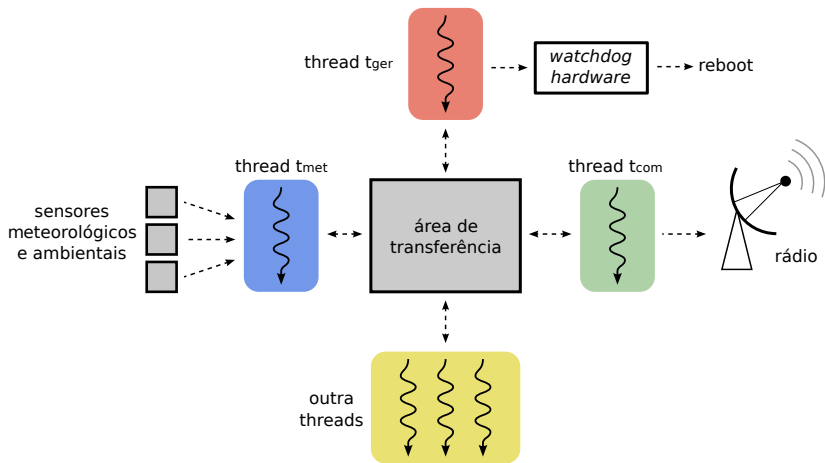 thread tger
watchdog
hardware
reboot
thread tmet
thread tcom
sensores
meteorológicos
e ambientais
área de
transferência
rádio
outra
threads